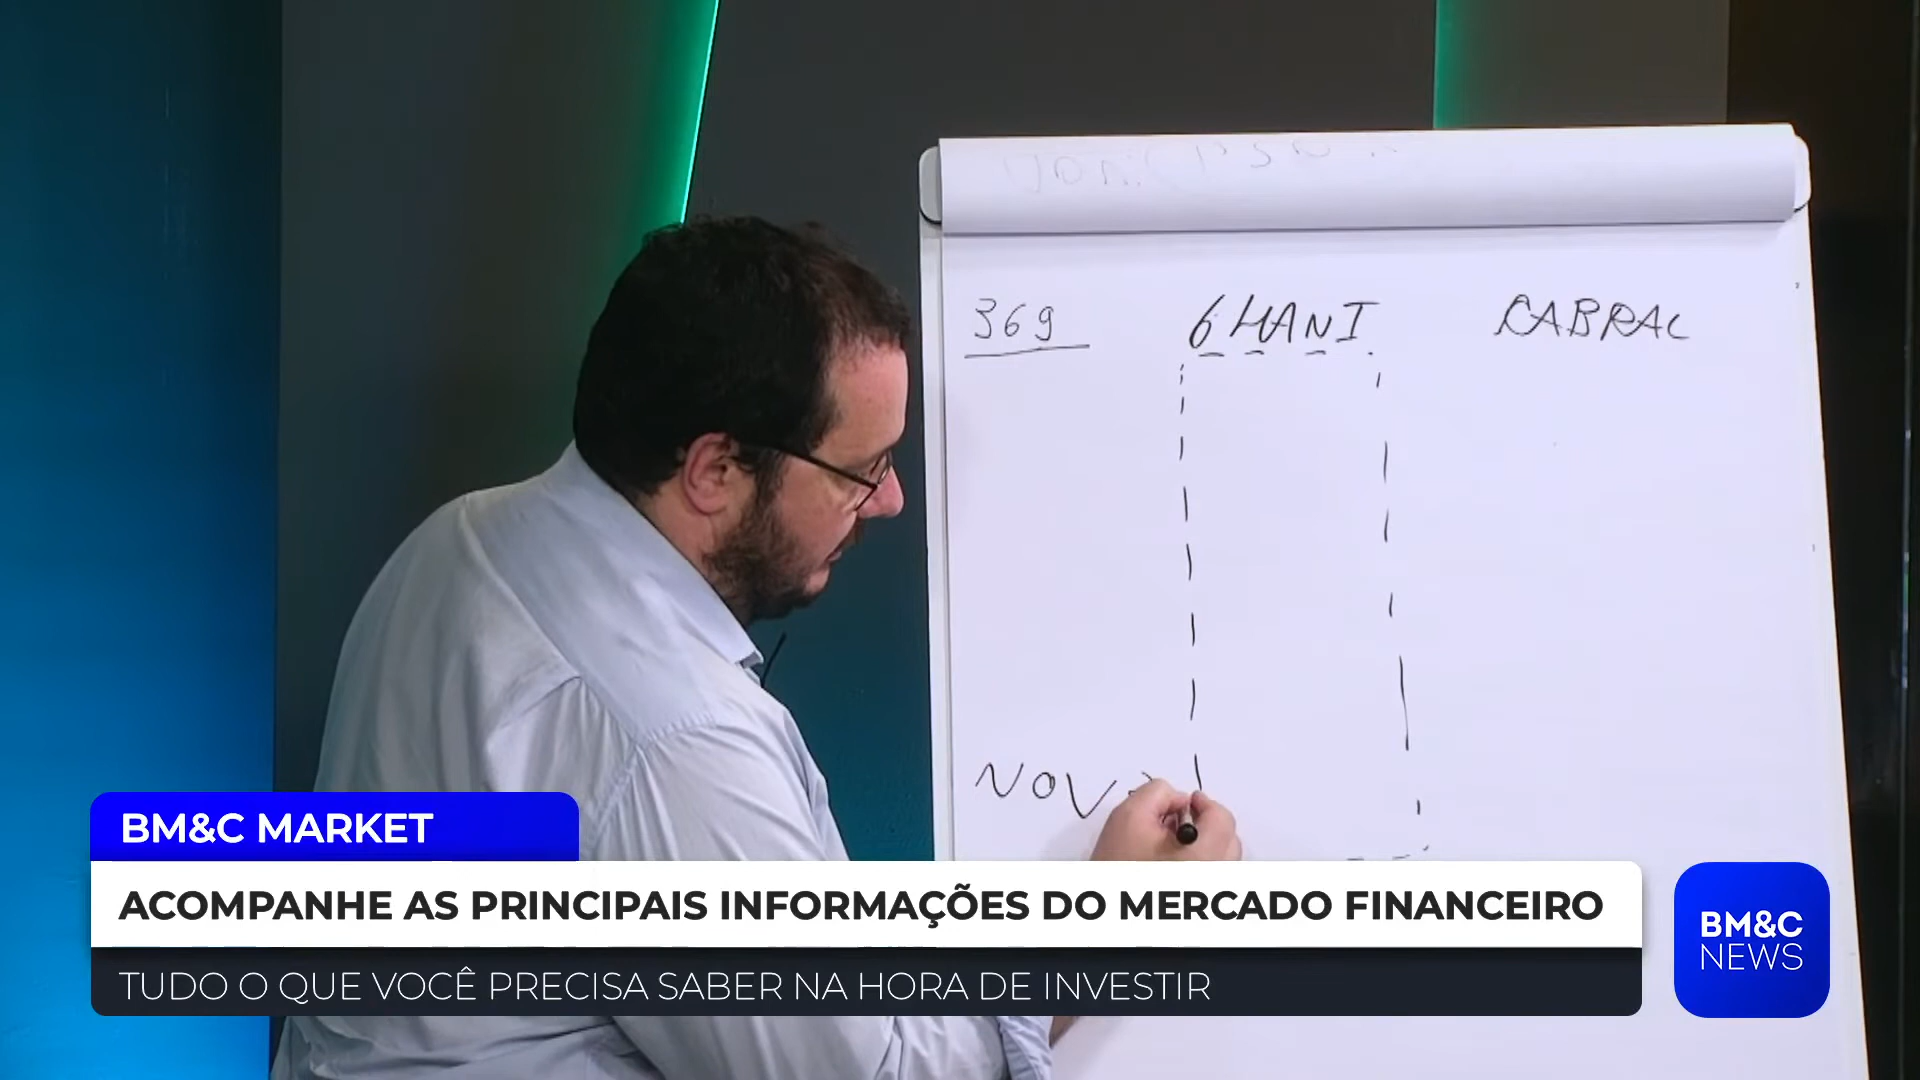 369 GHANI CABRAL
NOV
BM&C MARKET
ACOMPANHE AS PRINCIPAIS INFORMAÇÕES DO MERCADO FINANCEIRO
TUDO O QUE VOCÊ PRECISA SABER NA HORA DE INVESTIR
BM&C
NEWS